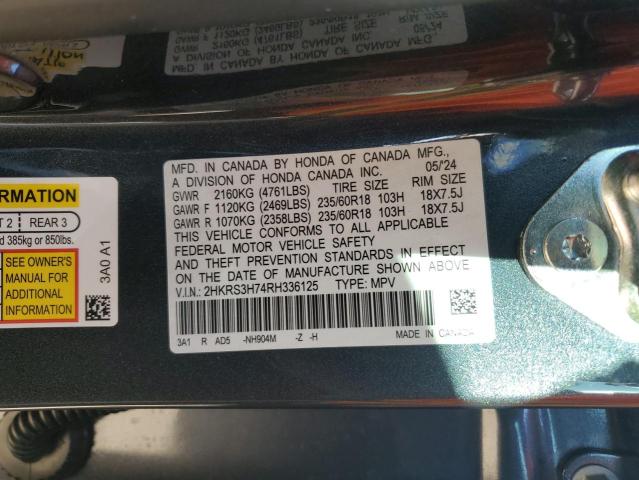 MFD. IN CANADA BY HONDA OF CANADA MFG.,
A DIVISION OF HONDA CANADA INC. 05/24
GVWR 2160KG (4761LBS) TIRE SIZE RIM SIZE
GAWR F 1120KG (2469LBS) 235/60R18 103H 18X7.5J
GAWR R 1070KG (2358LBS) 235/60R18 103H 18X7.5J
THIS VEHICLE CONFORMS TO ALL APPLICABLE
FEDERAL MOTOR VEHICLE SAFETY
AND THEFT PREVENTION STANDARDS IN EFFECT
ON THE DATE OF MANUFACTURE SHOWN ABOVE
V.I.N.: 2HKRS3H74RH336125 TYPE: MPV
3A1 R AD5 -NH904M -Z -H MADE IN CANADA
RMATION
T 2 REAR 3
d 385kg or 850lbs.
SEE OWNER'S
MANUAL FOR
ADDITIONAL
INFORMATION
3A0 A1